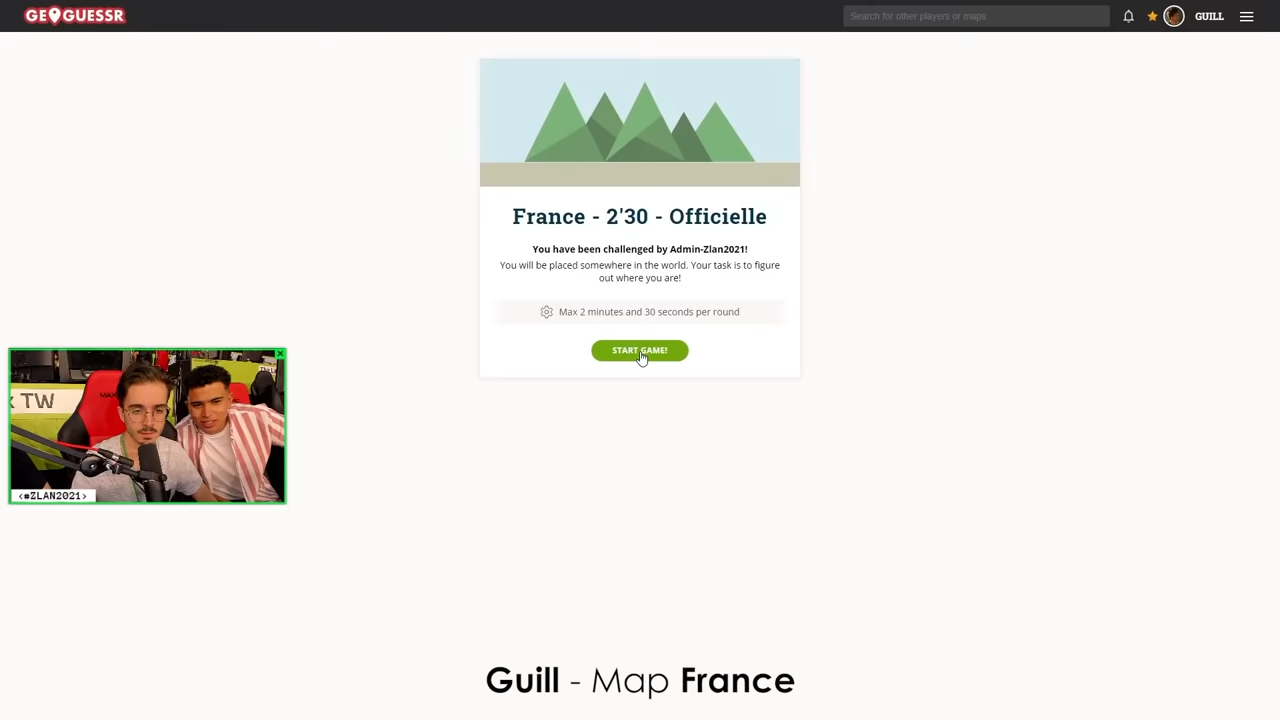 GEOGUESSR
Search for other players or maps
GUILL
France - 2'30 - Officielle
You have been challenged by Admin-Zlan2021!
You will be placed somewhere in the world. Your task is to figure
out where you are!
Max 2 minutes and 30 seconds per round
START GAME!
TW
<#ZLAN2021>
Guill - Map France